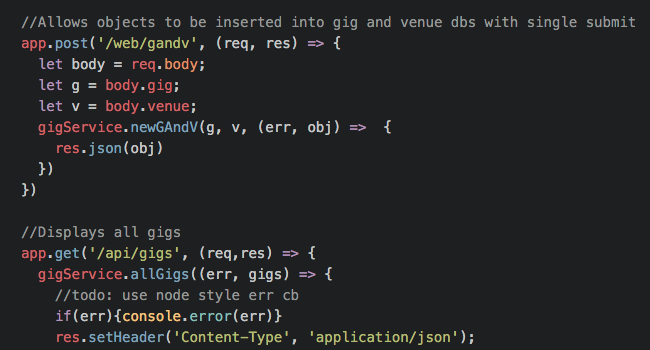 //Allows objects to be inserted into gig and venue dbs with single submit
app.post('/web/gandv', (req, res) => {
  let body = req.body;
  let g = body.gig;
  let v = body.venue;
  gigService.newGAndV(g, v, (err, obj) =>  {
    res.json(obj)
  })
})

//Displays all gigs
app.get('/api/gigs', (req,res) => {
  gigService.allGigs((err, gigs) => {
    //todo: use node style err cb
    if(err){console.error(err)}
    res.setHeader('Content-Type', 'application/json');